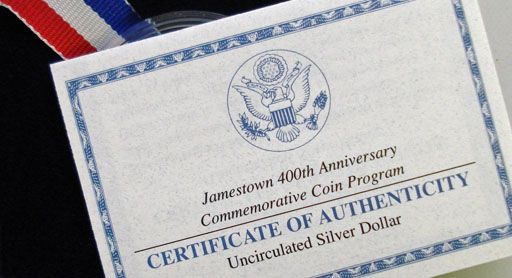 Jamestown 400th Anniversary
Commemorative Coin Program
CERTIFICATE OF AUTHENTICITY
Uncirculated Silver Dollar